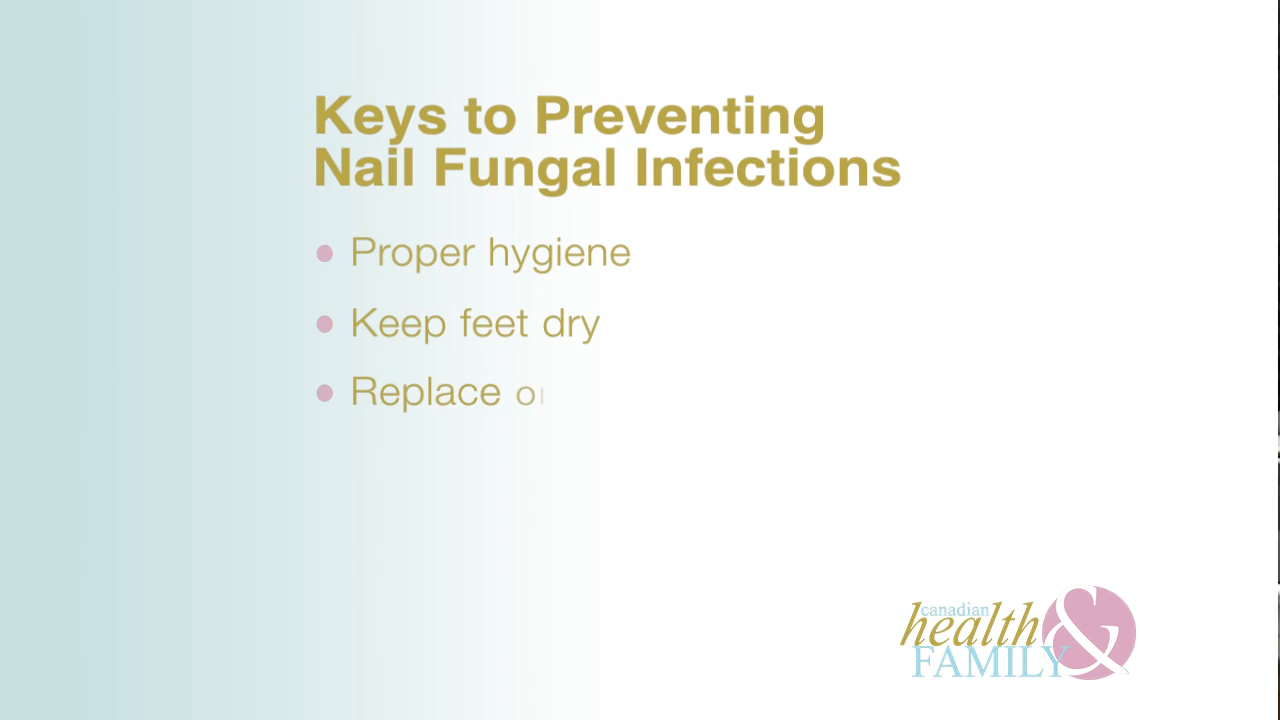 Keys to Preventing
Nail Fungal Infections
Proper hygiene
Keep feet dry
Replace
canadian
health &
FAMILY